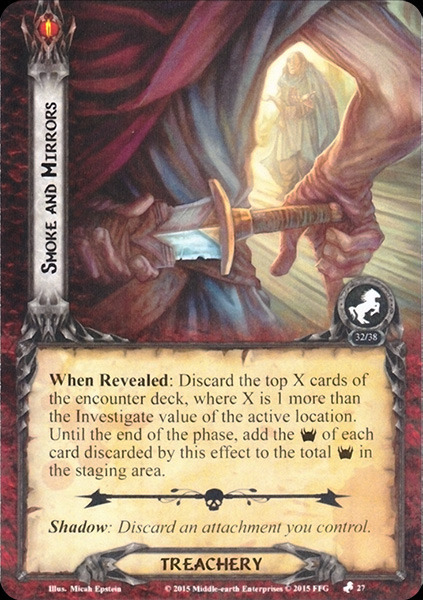 SMOKE AND MIRRORS
32/38
When Revealed: Discard the top X cards of
the encounter deck, where X is 1 more than
the Investigate value of the active location.
Until the end of the phase, add the of each
card discarded by this effect to the total in
the staging area.
Shadow: Discard an attachment you control.
TREACHERY
Illus. Micah Epstein
© 2015 Middle-earth Enterprises © 2015 FFG
27